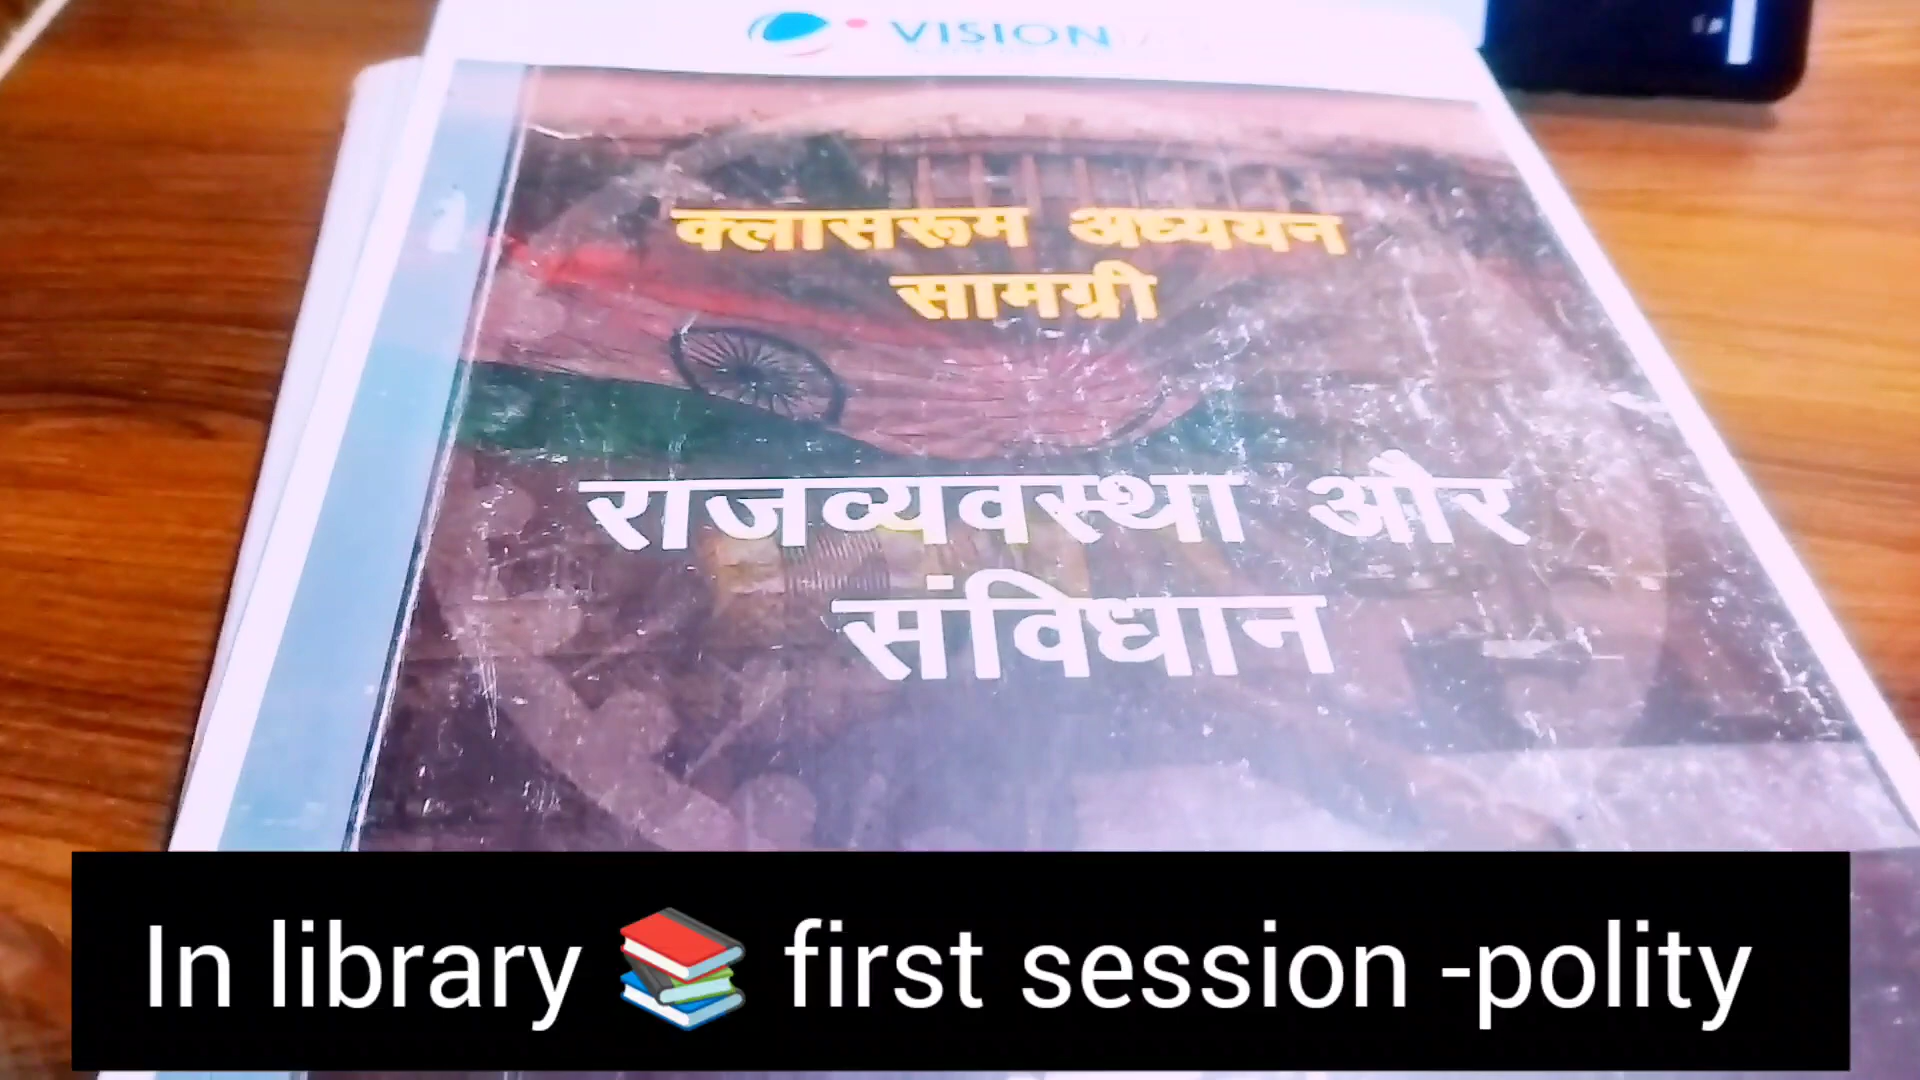 VISION
क्लासरूम अध्ययन
सामग्री
राजव्यवस्था और
संविधान
In library 📚 first session -polity